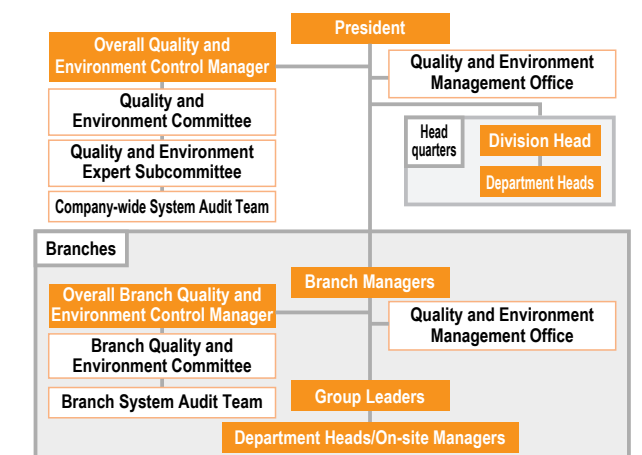 President
Overall Quality and
Environment Control Manager
Quality and Environment
Management Office
Quality and
Environment Committee
Head
quarters
Division Head
Quality and Environment
Expert Subcommittee
Department Heads
Company-wide System Audit Team
Branches
Branch Managers
Overall Branch Quality and
Environment Control Manager
Quality and Environment
Management Office
Branch Quality and
Environment Committee
Group Leaders
Branch System Audit Team
Department Heads/On-site Managers